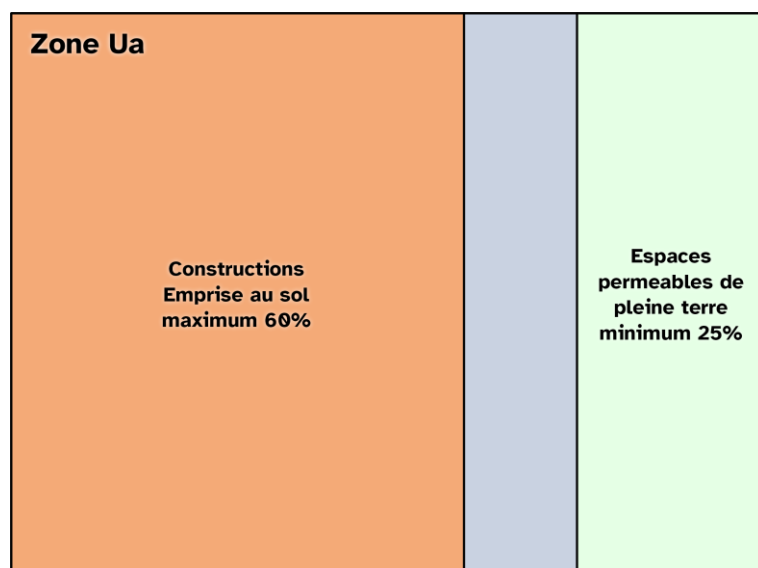 Zone Ua
Constructions
Emprise au sol
maximum 60%
Espaces
permeables de
pleine terre
minimum 25%